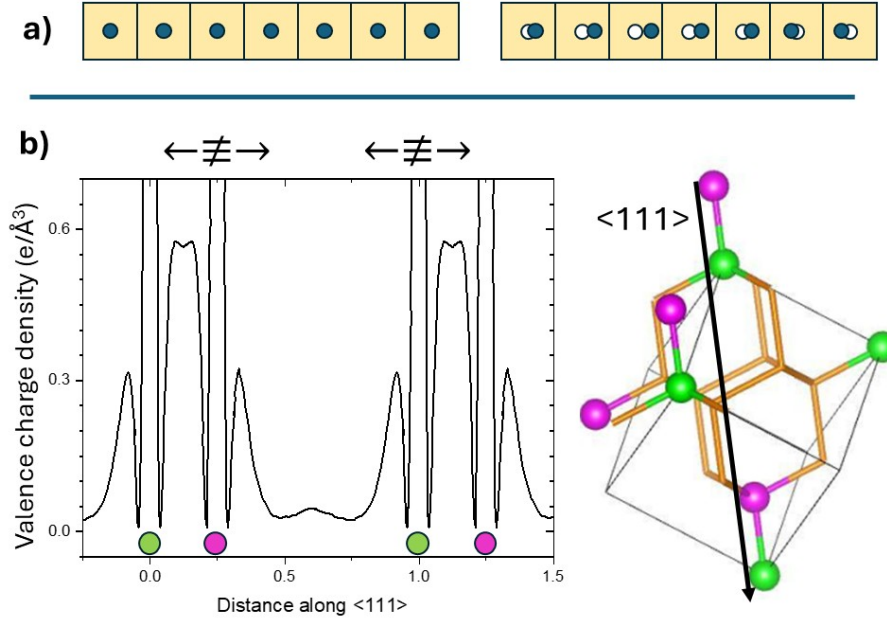 a)
b)
← ≢ →
← ≢ →
Valence charge density (e/Å³)
0.6
0.3
0.0
0.0
0.5
1.0
1.5
Distance along <111>
<111>